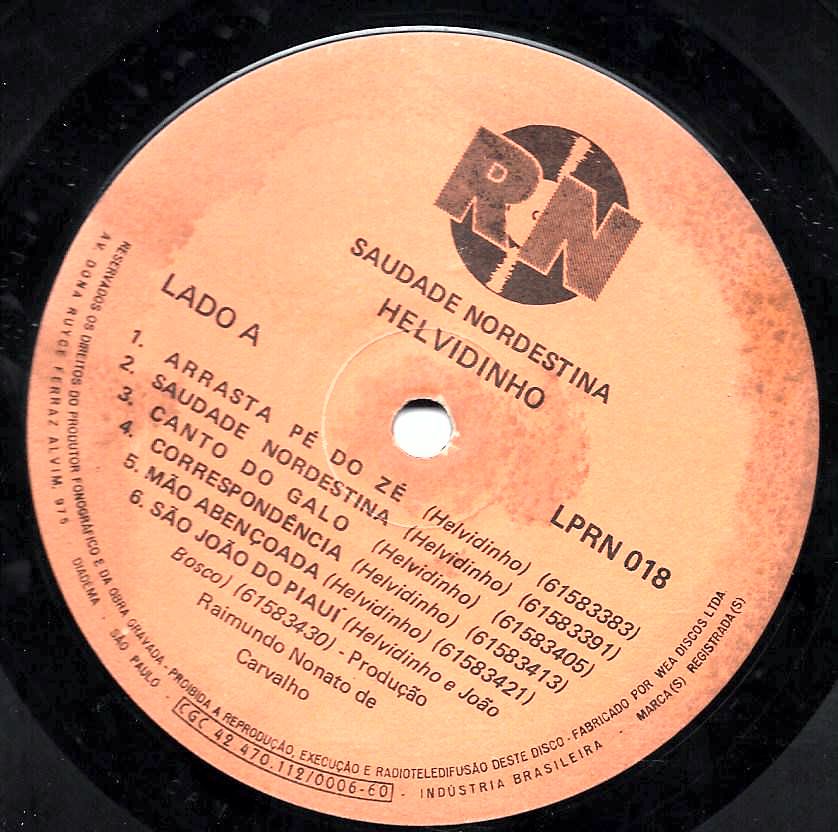 RN
SAUDADE NORDESTINA
HELVIDINHO
LADO A
LPRN 018
1. ARRASTA PÉ DO ZÉ (Helvidinho) (61583383)
2. SAUDADE NORDESTINA (Helvidinho) (61583391)
3. CANTO DO GALO (Helvidinho) (61583405)
4. CORRESPONDÊNCIA (Helvidinho) (61583413)
5. MÃO ABENÇOADA (Helvidinho) (61583421)
6. SÃO JOÃO DO PIAUÍ (Helvidinho e João
Bosco) (61583430) - Produção
Raimundo Nonato de
Carvalho
RESERVADOS OS DIREITOS DO PRODUTOR FONOGRÁFICO E DA OBRA GRAVADA - PROIBIDA A REPRODUÇÃO, EXECUÇÃO E RADIOTELEDIFUSÃO DESTE DISCO - FABRICADO POR WEA DISCOS LTDA
AV. DONA RUYCE FERRAZ ALVIM, 975 DIADEMA - SÃO PAULO - CGC 42 470.112/0006-60 - INDÚSTRIA BRASILEIRA MARCA(S) REGISTRADA(S)